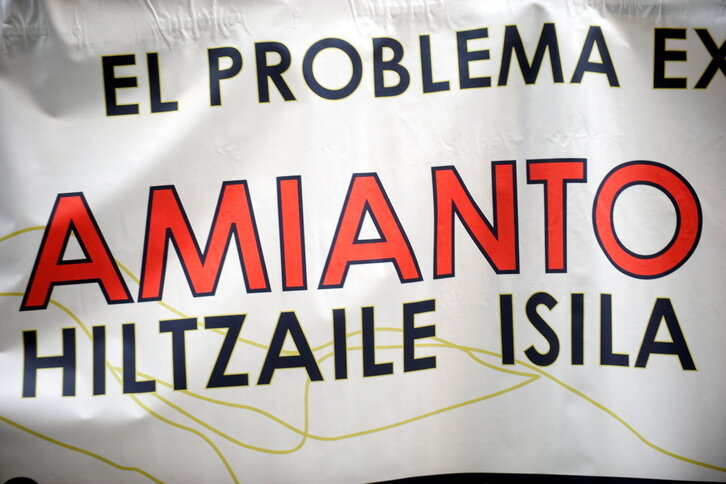 EL PROBLEMA EX
AMIANTO
HILTZAILE ISILA